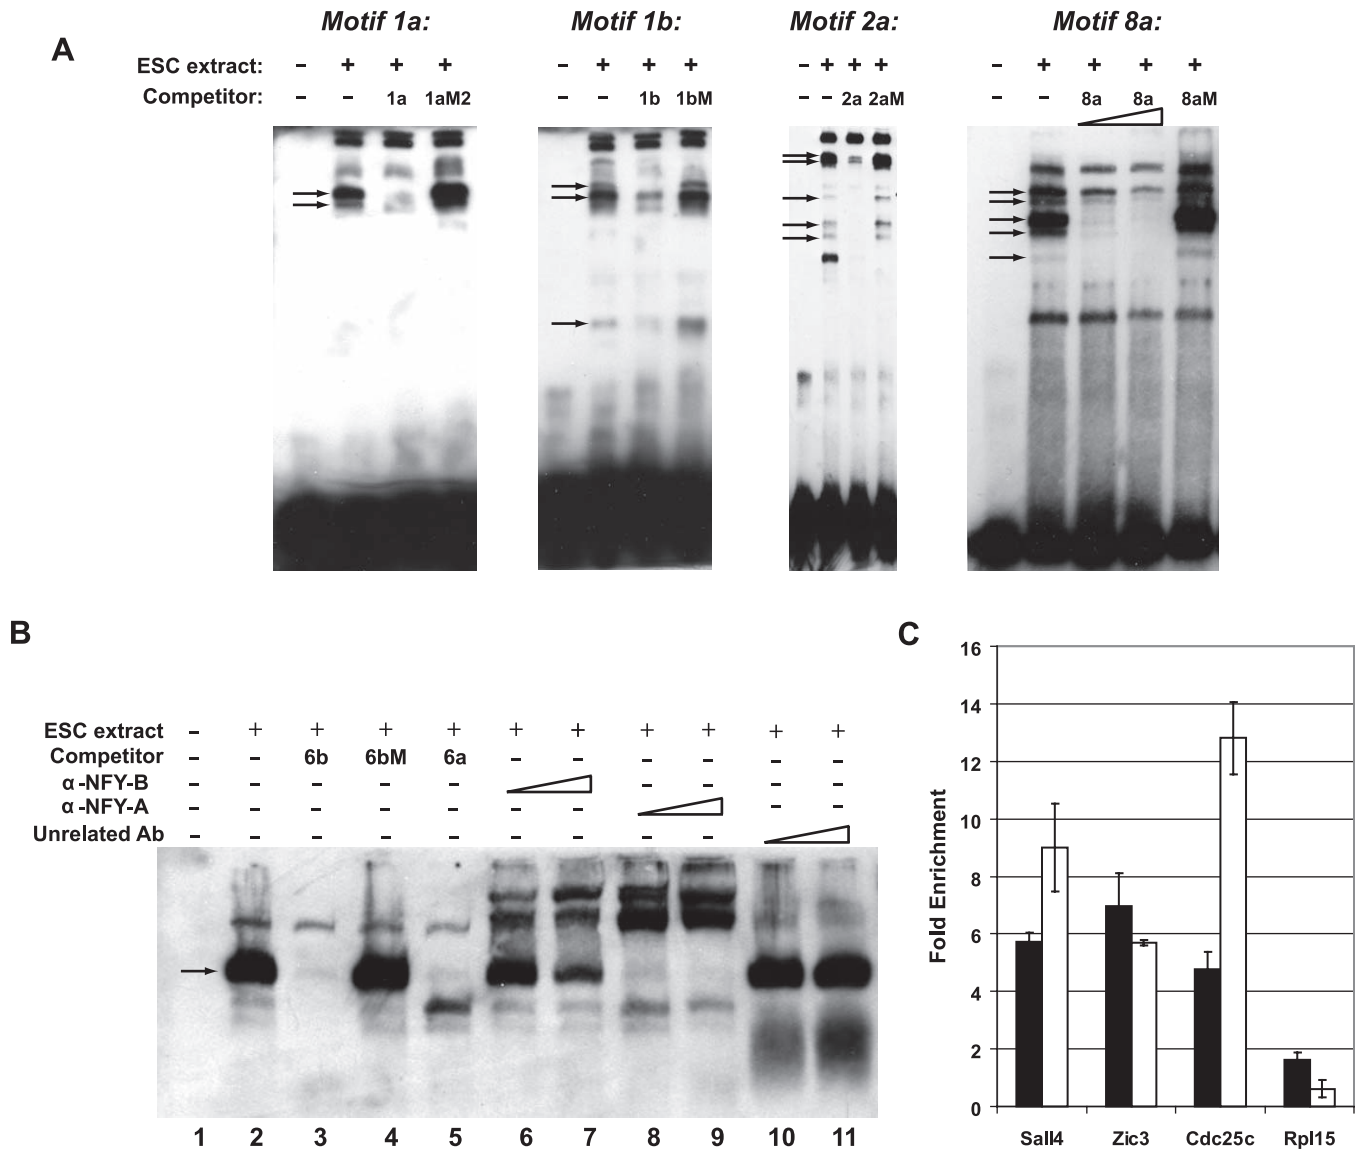 Motif 1a: Motif 1b: Motif 2a: Motif 8a:
A
ESC extract: – + + + – + + + – + + + – + + + +
Competitor: – – 1a 1aM2 – – 1b 1bM – – 2a 2aM – – 8a 8a 8aM
B
ESC extract – + + + + + + + + + +
Competitor – – 6b 6bM 6a – – – – – –
α-NFY-B – – – – – – – – –
α-NFY-A – – – – – – – – –
Unrelated Ab – – – – – – – – –
1 2 3 4 5 6 7 8 9 10 11
C
Fold Enrichment
16
14
12
10
8
6
4
2
0
Sall4 Zic3 Cdc25c Rpl15